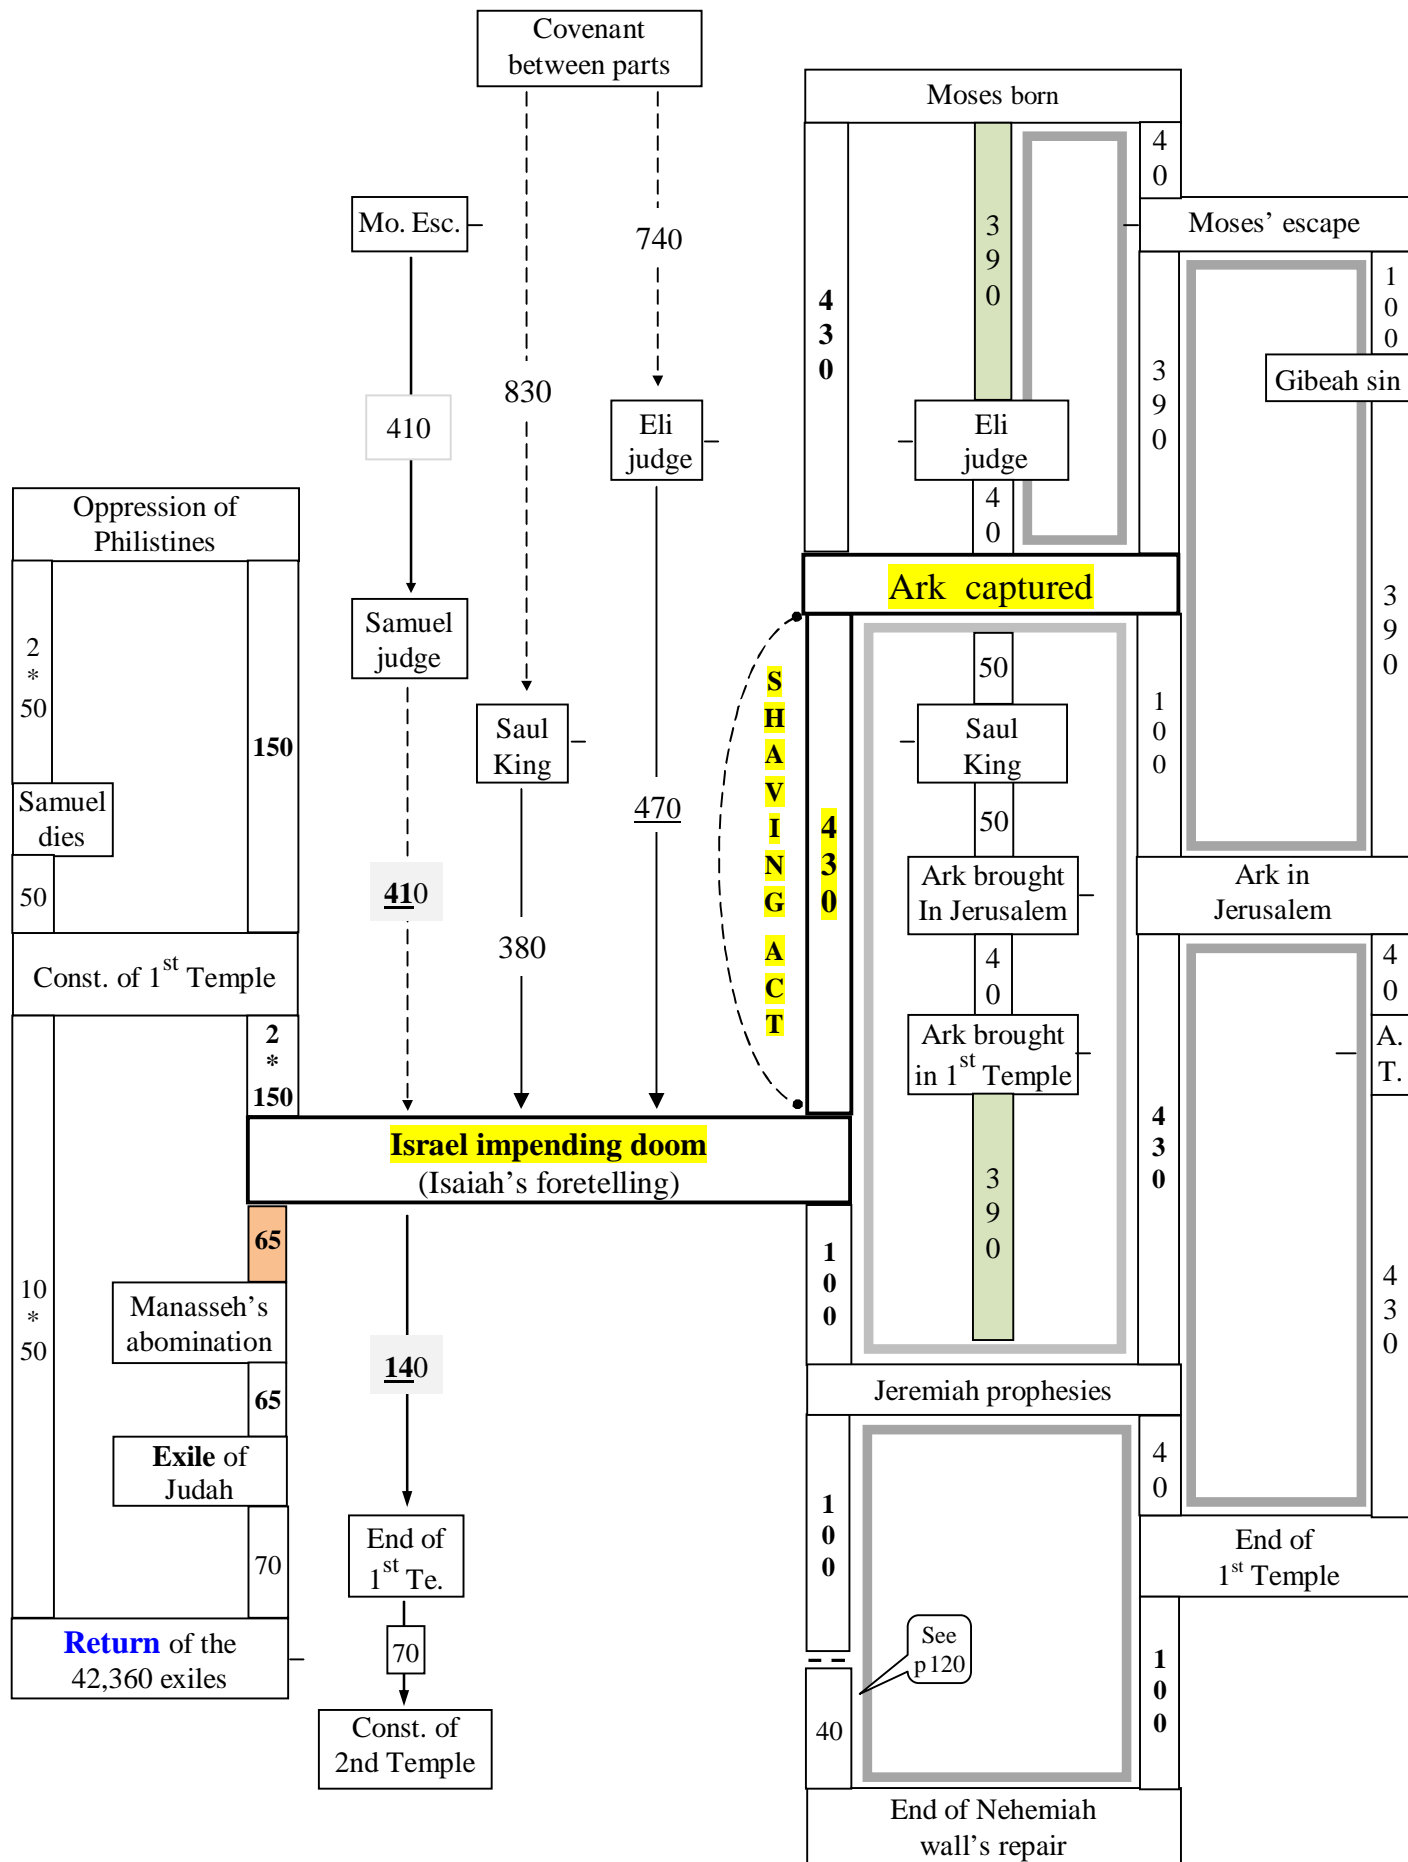 Covenant
between parts
Moses born
4
0
Mo. Esc.
740
3
9
0
Moses’ escape
1
0
0
4
3
0
830
3
9
0
Gibeah sin
410
Eli
judge
Eli
judge
4
0
Oppression of
Philistines
Ark captured
3
9
0
2
*
50
150
Samuel
judge
SHAVING ACT
50
1
0
0
Saul
King
Saul
King
Samuel
dies
470
4
3
0
50
50
410
Ark brought
In Jerusalem
Ark in
Jerusalem
Const. of 1st Temple
380
4
0
4
0
2
*
150
Ark brought
in 1st Temple
A.
T.
Israel impending doom
(Isaiah’s foretelling)
4
3
0
3
9
0
65
1
0
0
10
*
50
Manasseh’s
abomination
4
3
0
140
65
Jeremiah prophesies
Exile of
Judah
4
0
1
0
0
End of
1st Te.
End of
1st Temple
70
Return of the
42,360 exiles
70
See
p120
1
0
0
Const. of
2nd Temple
40
End of Nehemiah
wall’s repair